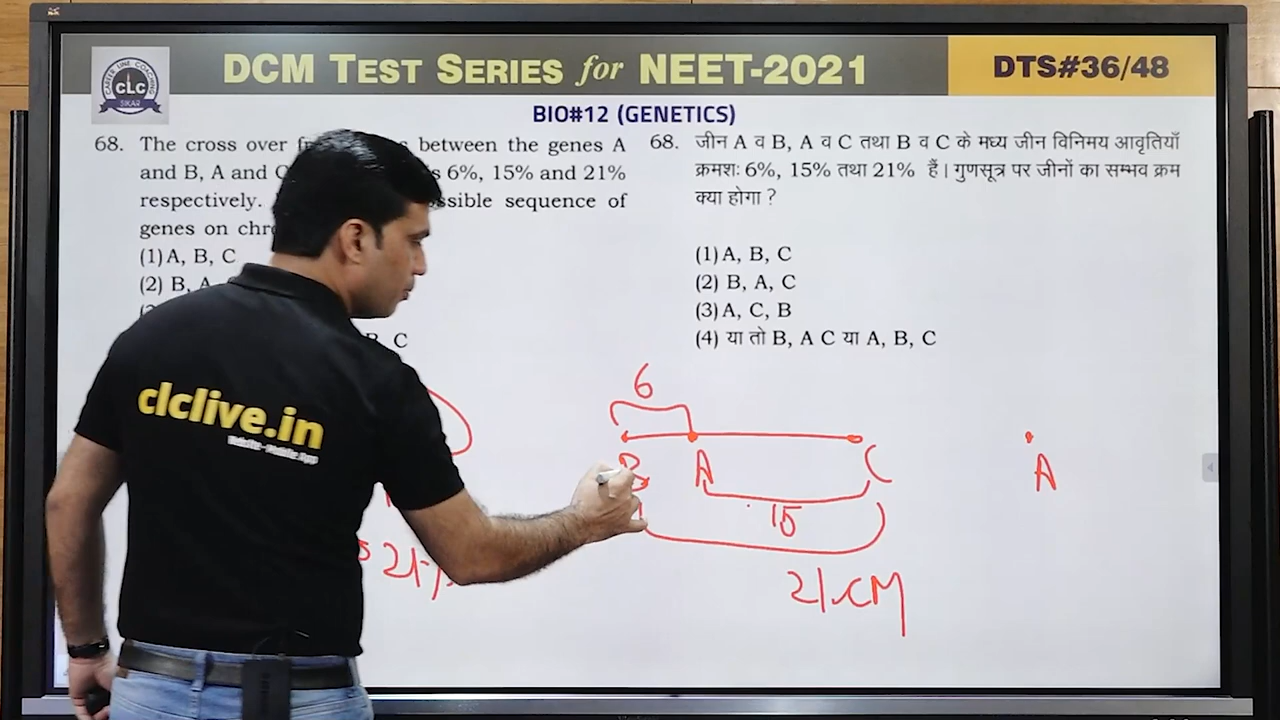 DCM TEST SERIES for NEET-2021
DTS#36/48
CAREER LINE COACHING
CLC
SIKAR
BIO#12 (GENETICS)
68. The cross over between the genes A
and B, A and 6%, 15% and 21%
respectively. sequence of
genes on
(1) A, B, C
(2) B, A
B, C
68. जीन A व B, A व C तथा B व C के मध्य जीन विनिमय आवृतियाँ
क्रमश: 6%, 15% तथा 21% हैं। गुणसूत्र पर जीनों का सम्भव क्रम
क्या होगा ?
(1) A, B, C
(2) B, A, C
(3) A, C, B
(4) या तो B, A C या A, B, C
6
B A C
15
21 CM
A
21
clclive.in